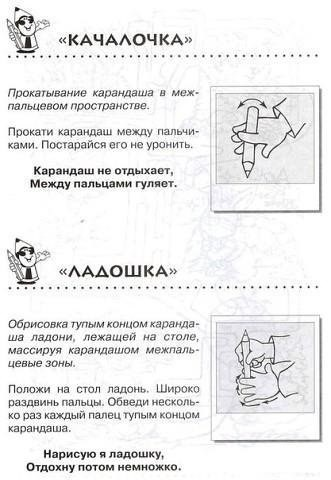 «КАЧАЛОЧКА»
Прокатывание карандаша в меж-
пальцевом пространстве.
Прокати карандаш между пальчи-
ками. Постарайся его не уронить.
Карандаш не отдыхает,
Между пальцами гуляет.
«ЛАДОШКА»
Обрисовка тупым концом каранда-
ша ладони, лежащей на столе,
массируя карандашом межпаль-
цевые зоны.
Положи на стол ладонь. Широко
раздвинь пальцы. Обведи несколь-
ко раз каждый палец тупым концом
карандаша.
Нарисую я ладошку,
Отдохну потом немножко.